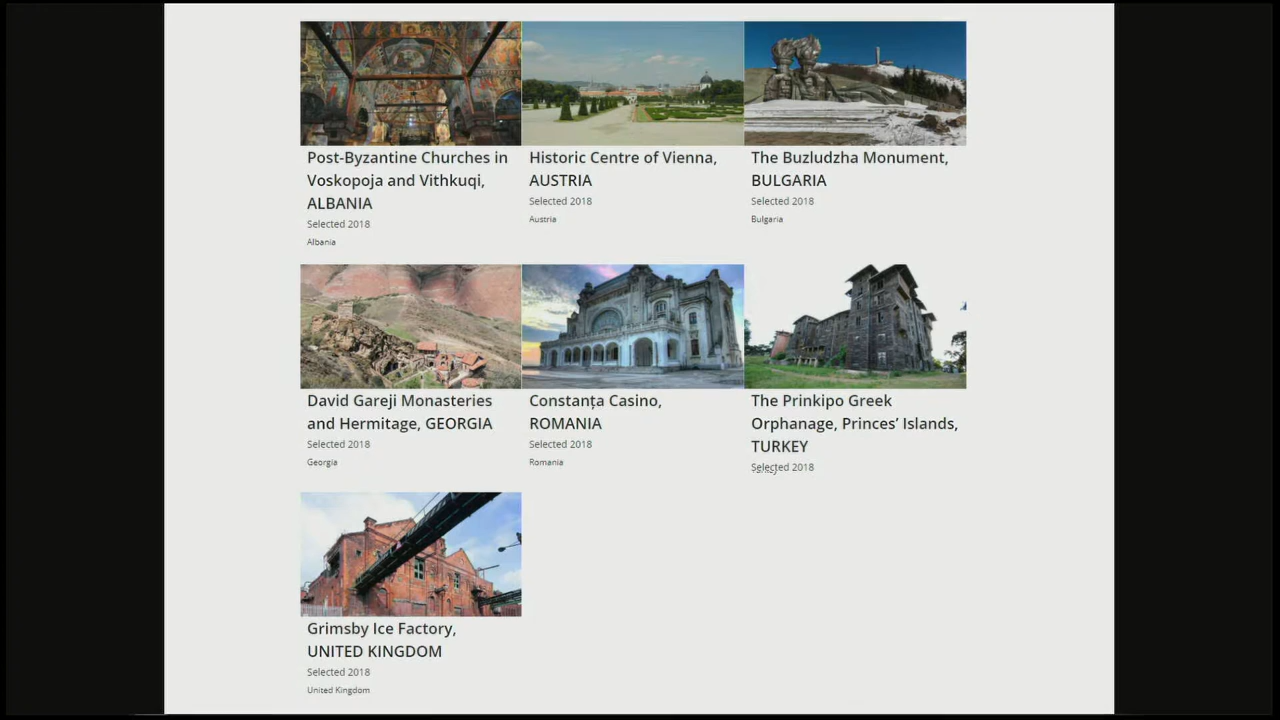 Post-Byzantine Churches in
Voskopoja and Vithkuqi,
ALBANIA
Selected 2018
Albania
Historic Centre of Vienna,
AUSTRIA
Selected 2018
Austria
The Buzludzha Monument,
BULGARIA
Selected 2018
Bulgaria
David Gareji Monasteries
and Hermitage, GEORGIA
Selected 2018
Georgia
Constanța Casino,
ROMANIA
Selected 2018
Romania
The Prinkipo Greek
Orphanage, Princes’ Islands,
TURKEY
Selected 2018
Grimsby Ice Factory,
UNITED KINGDOM
Selected 2018
United Kingdom